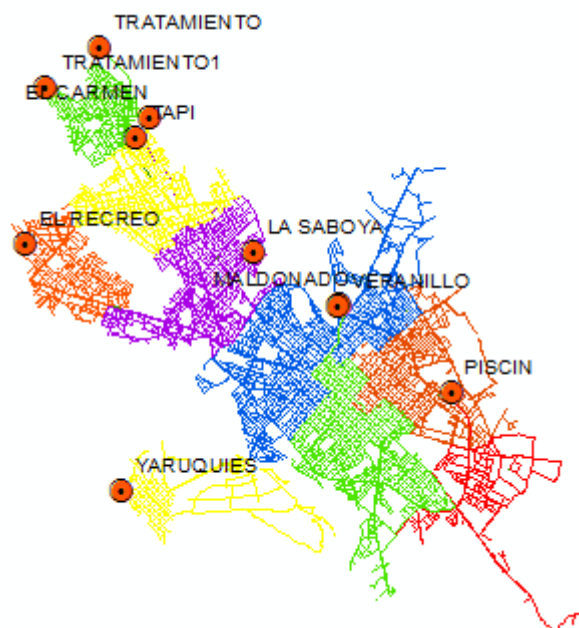 TRATAMIENTO
TRATAMIENTO1
EL CARMEN
TAPI
EL RECREO
LA SABOYA
MALDONADO
VERANILLO
PISCIN
YARUQUIES